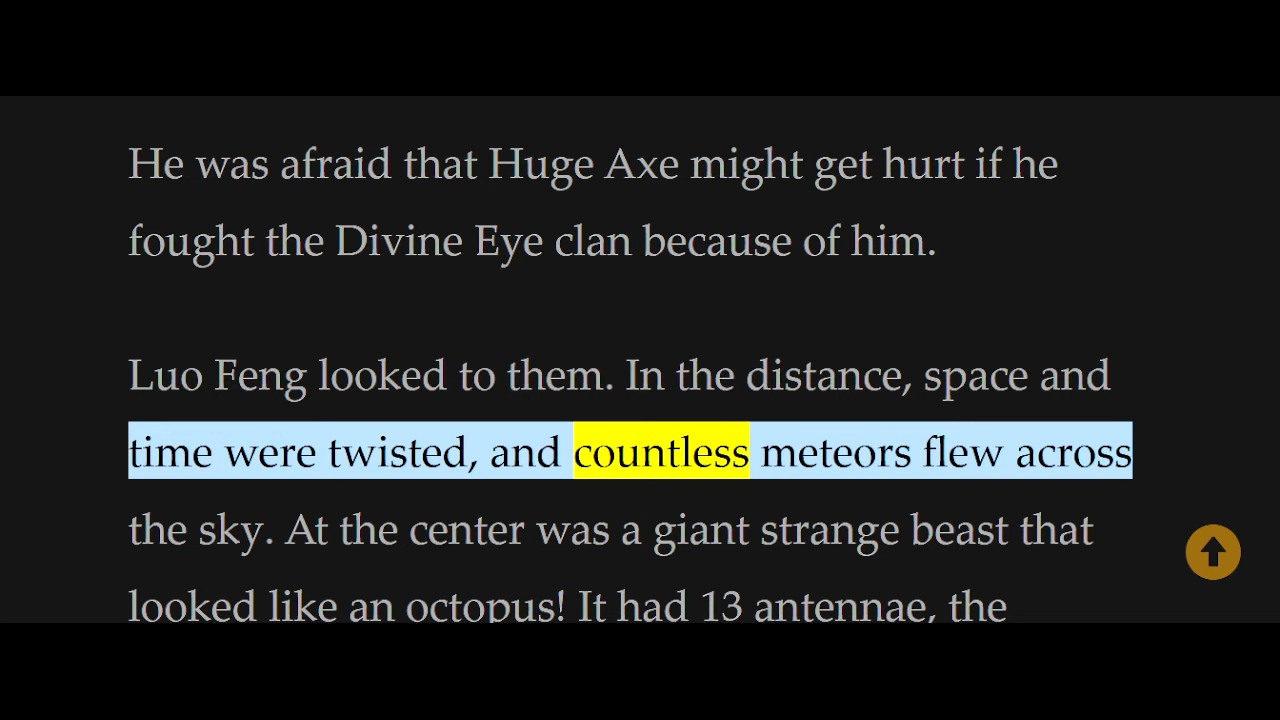 He was afraid that Huge Axe might get hurt if he
fought the Divine Eye clan because of him.
Luo Feng looked to them. In the distance, space and
time were twisted, and countless meteors flew across
the sky. At the center was a giant strange beast that
looked like an octopus! It had 13 antennae, the